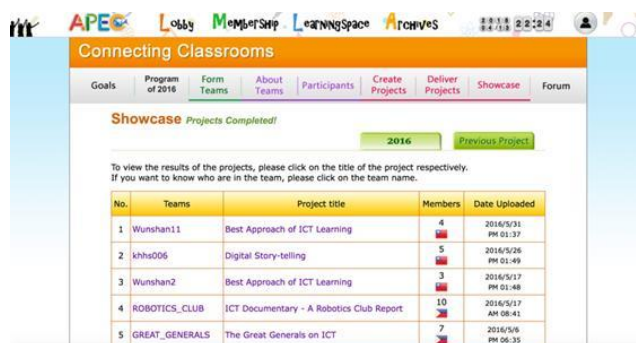 APEC Lobby Membership Learningspace Archives 22:24
Connecting Classrooms
Goals Program of 2016 Form Teams About Teams Participants Create Projects Deliver Projects Showcase Forum
Showcase Projects Completed!
2016 Previous Project
To view the results of the projects, please click on the title of the project respectively.
If you want to know who are in the team, please click on the team name.
No. Teams Project title Members Date Uploaded
1 Wunshan11 Best Approach of ICT Learning 4 2016/5/31 PM 01:37
2 khhs006 Digital Story-telling 5 2016/5/26 PM 01:49
3 Wunshan2 Best Approach of ICT Learning 3 2016/5/17 PM 01:48
4 ROBOTICS_CLUB ICT Documentary - A Robotics Club Report 10 2016/5/17 AM 08:41
5 GREAT_GENERALS The Great Generals on ICT 7 2016/5/6 PM 06:35